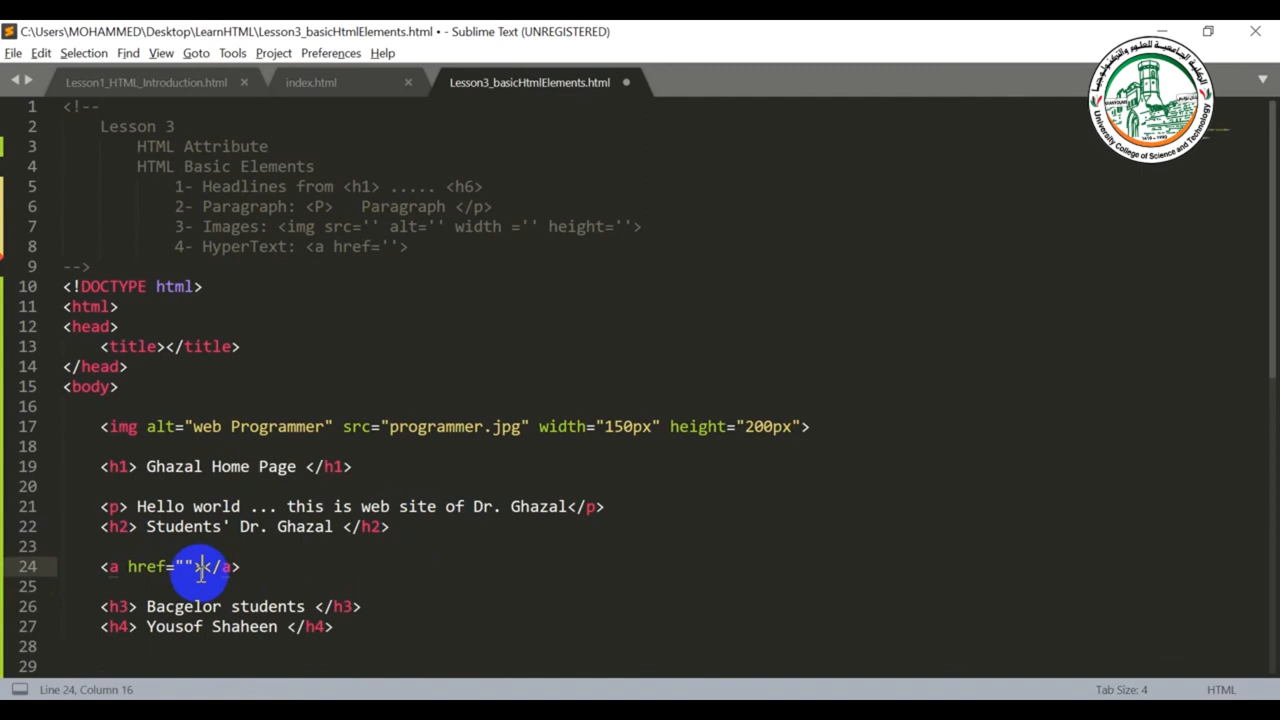 C:\Users\MOHAMMED\Desktop\LearnHTML\Lesson3_basicHtmlElements.html • - Sublime Text (UNREGISTERED)
File Edit Selection Find View Goto Tools Project Preferences Help
Lesson1_HTML_Introduction.html index.html Lesson3_basicHtmlElements.html
1 <!--
2 Lesson 3
3 HTML Attribute
4 HTML Basic Elements
5 1- Headlines from <h1> ..... <h6>
6 2- Paragraph: <P> Paragraph </p>
7 3- Images: <img src='' alt='' width ='' height=''>
8 4- HyperText: <a href=''>
9 -->
10 <!DOCTYPE html>
11 <html>
12 <head>
13 <title></title>
14 </head>
15 <body>
16
17 <img alt="web Programmer" src="programmer.jpg" width="150px" height="200px">
18
19 <h1> Ghazal Home Page </h1>
20
21 <p> Hello world ... this is web site of Dr. Ghazal</p>
22 <h2> Students' Dr. Ghazal </h2>
23
24 <a href=""></a>
25
26 <h3> Bacgelor students </h3>
27 <h4> Yousof Shaheen </h4>
28
29
Line 24, Column 16 Tab Size: 4 HTML
الكلية الجامعية للعلوم والتكنولوجيا
University College of Science and Technology